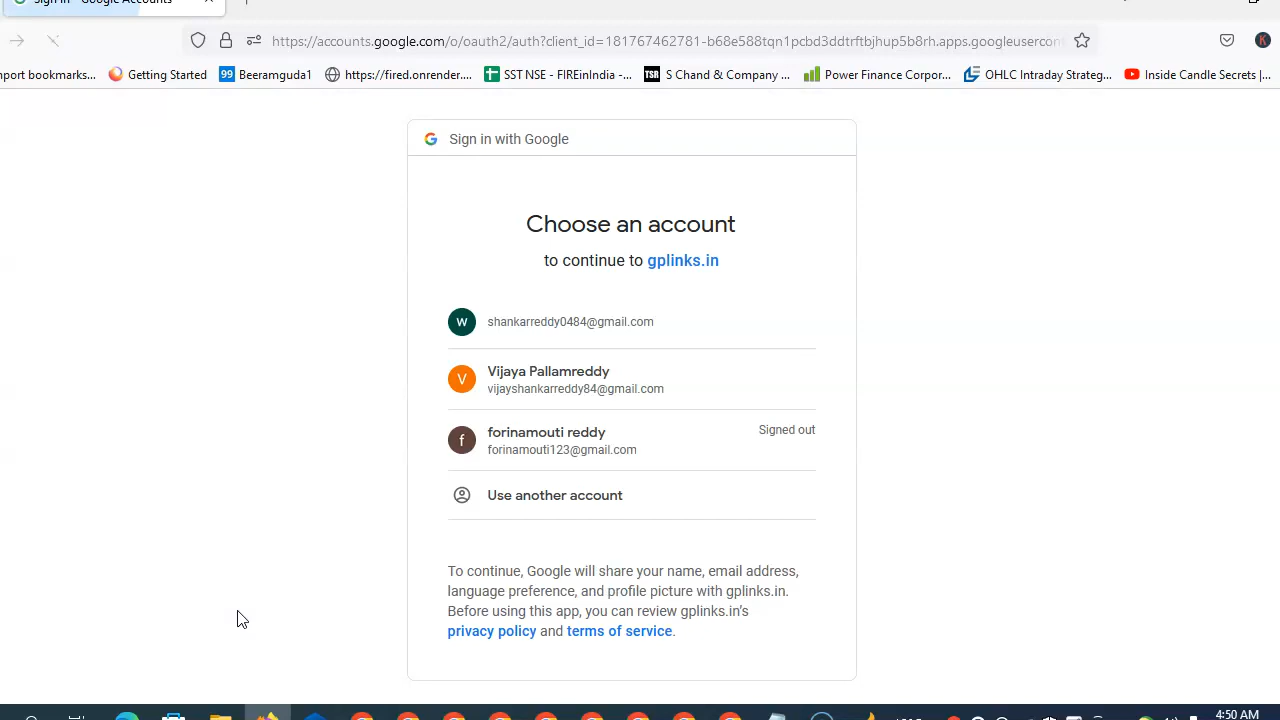 https://accounts.google.com/o/oauth2/auth?client_id=181767462781-b68e588tqn1pcbd3ddtrftbjhup5b8rh.apps.googleusercon
K
port bookmarks...
Getting Started
99 Beeramguda1
https://fired.onrender....
SST NSE - FIREinIndia -...
TSR S Chand & Company ...
Power Finance Corpor...
OHLC Intraday Strateg...
Inside Candle Secrets |...
Sign in with Google
Choose an account
to continue to gplinks.in
w
shankarreddy0484@gmail.com
V
Vijaya Pallamreddy
vijayshankarreddy84@gmail.com
f
forinamouti reddy
Signed out
forinamouti123@gmail.com
Use another account
To continue, Google will share your name, email address,
language preference, and profile picture with gplinks.in.
Before using this app, you can review gplinks.in's
privacy policy and terms of service.
4:50 AM